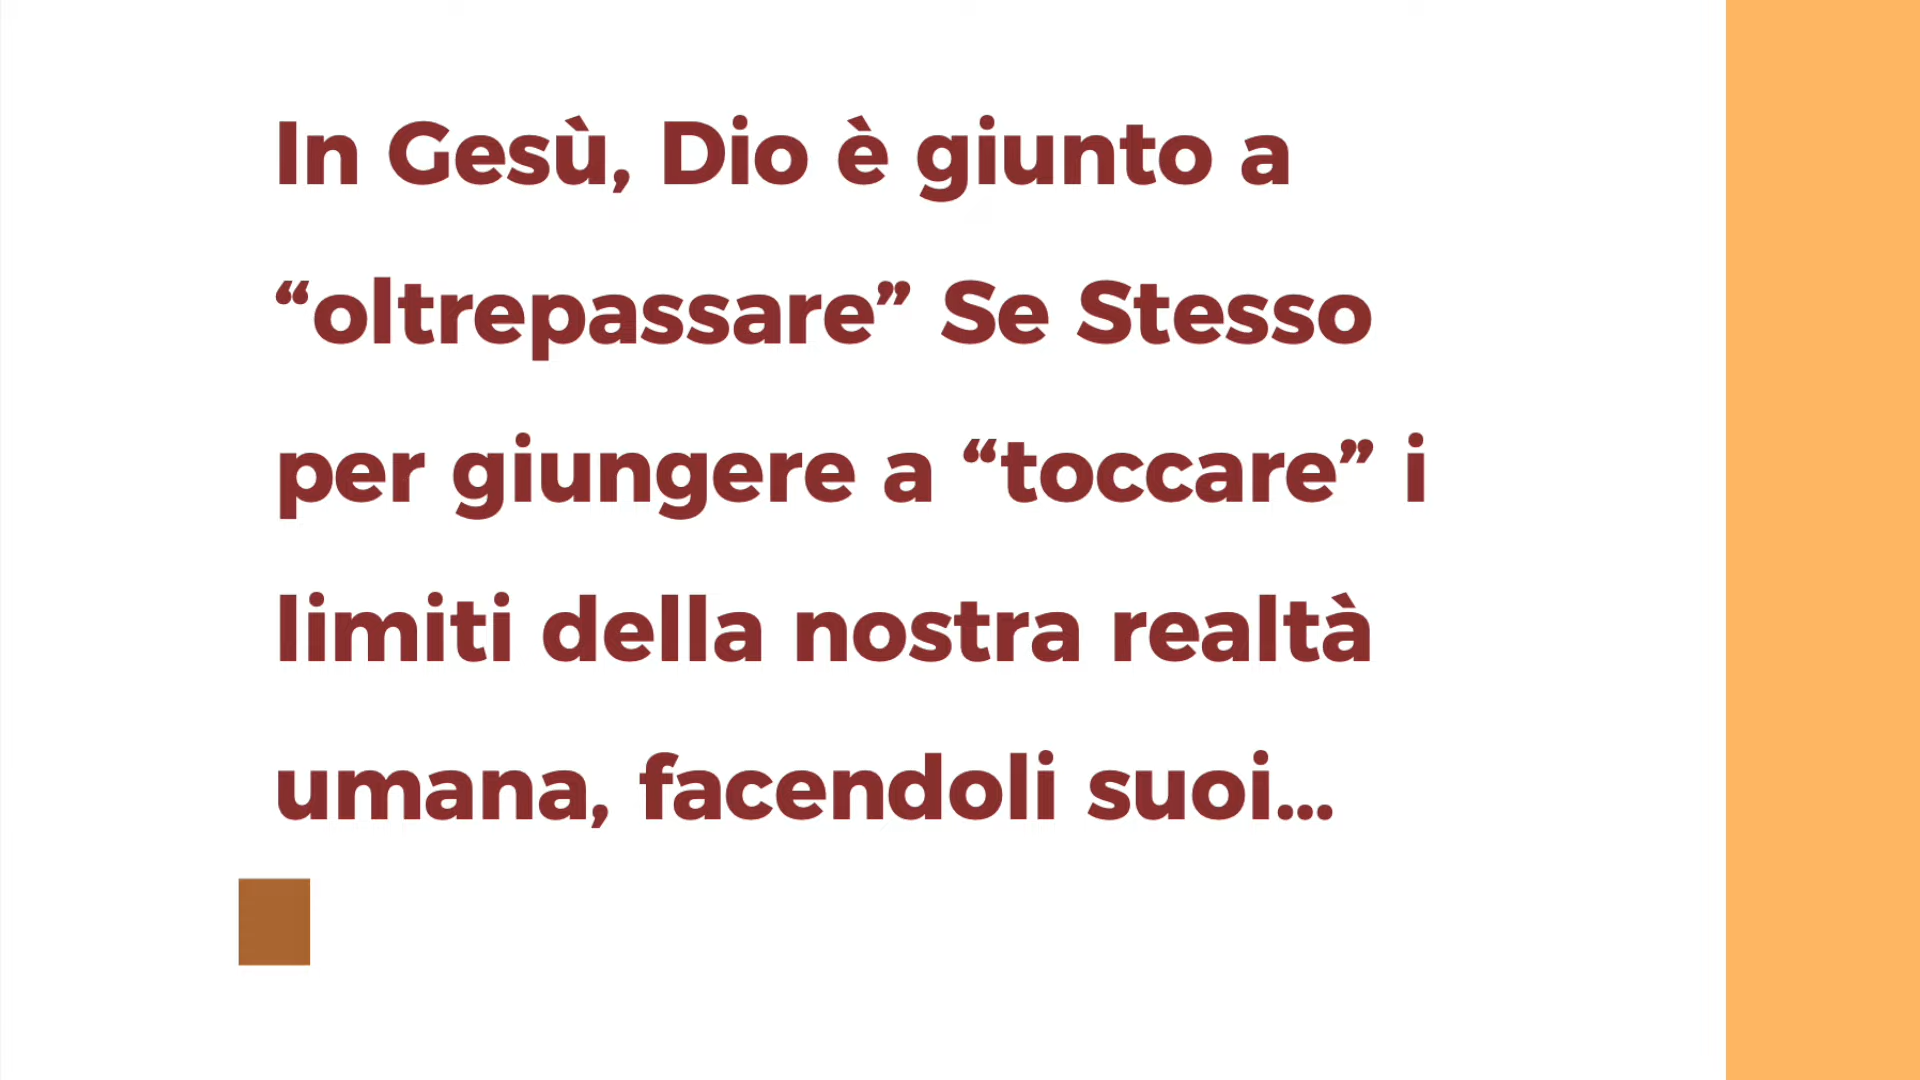 In Gesù, Dio è giunto a
“oltrepassare” Se Stesso
per giungere a “toccare” i
limiti della nostra realtà
umana, facendoli suoi...